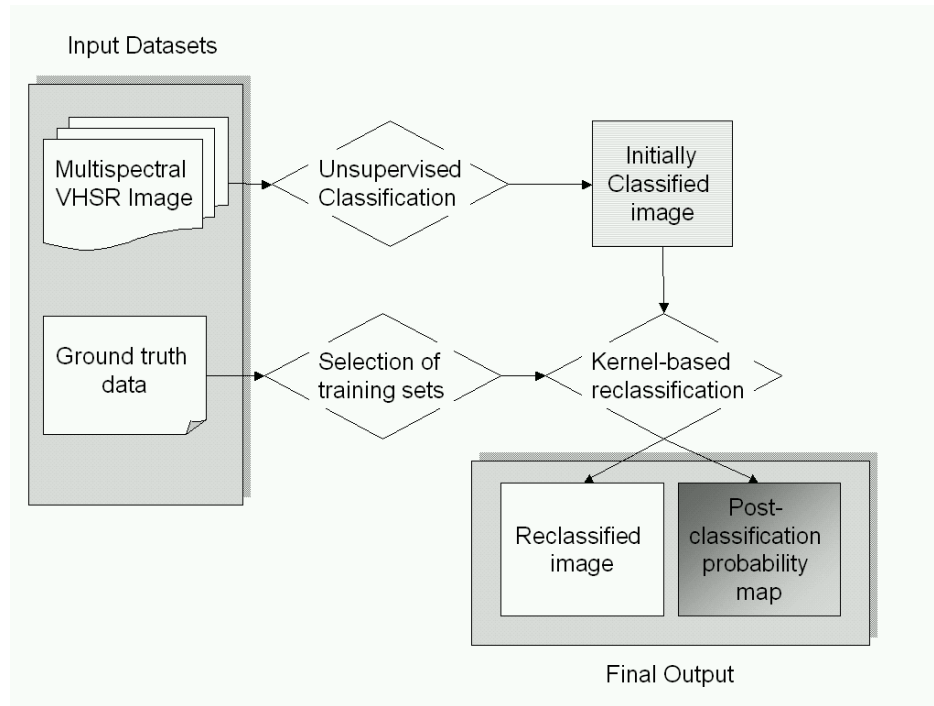 Input Datasets
Multispectral
VHSR Image
Unsupervised
Classification
Initially
Classified
image
Ground truth
data
Selection of
training sets
Kernel-based
reclassification
Reclassified
image
Post-
classification
probability
map
Final Output